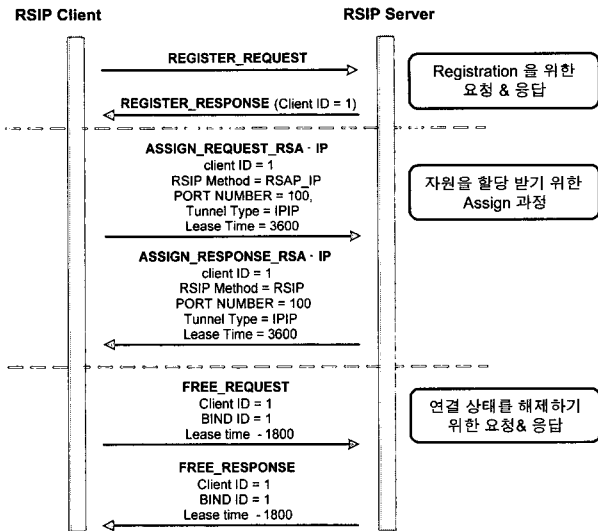 RSIP Client
RSIP Server
REGISTER_REQUEST
Registration 을 위한
요청 & 응답
REGISTER_RESPONSE (Client ID = 1)
ASSIGN_REQUEST_RSA - IP
client ID = 1
RSIP Method = RSAP_IP
PORT NUMBER = 100,
Tunnel Type = IPIP
Lease Time = 3600
자원을 할당 받기 위한
Assign 과정
ASSIGN_RESPONSE_RSA - IP
client ID = 1
RSIP Method = RSIP
PORT NUMBER = 100
Tunnel Type = IPIP
Lease Time = 3600
FREE_REQUEST
Client ID = 1
BIND ID = 1
Lease time - 1800
연결 상태를 해제하기
위한 요청& 응답
FREE_RESPONSE
Client ID = 1
BIND ID = 1
Lease time - 1800